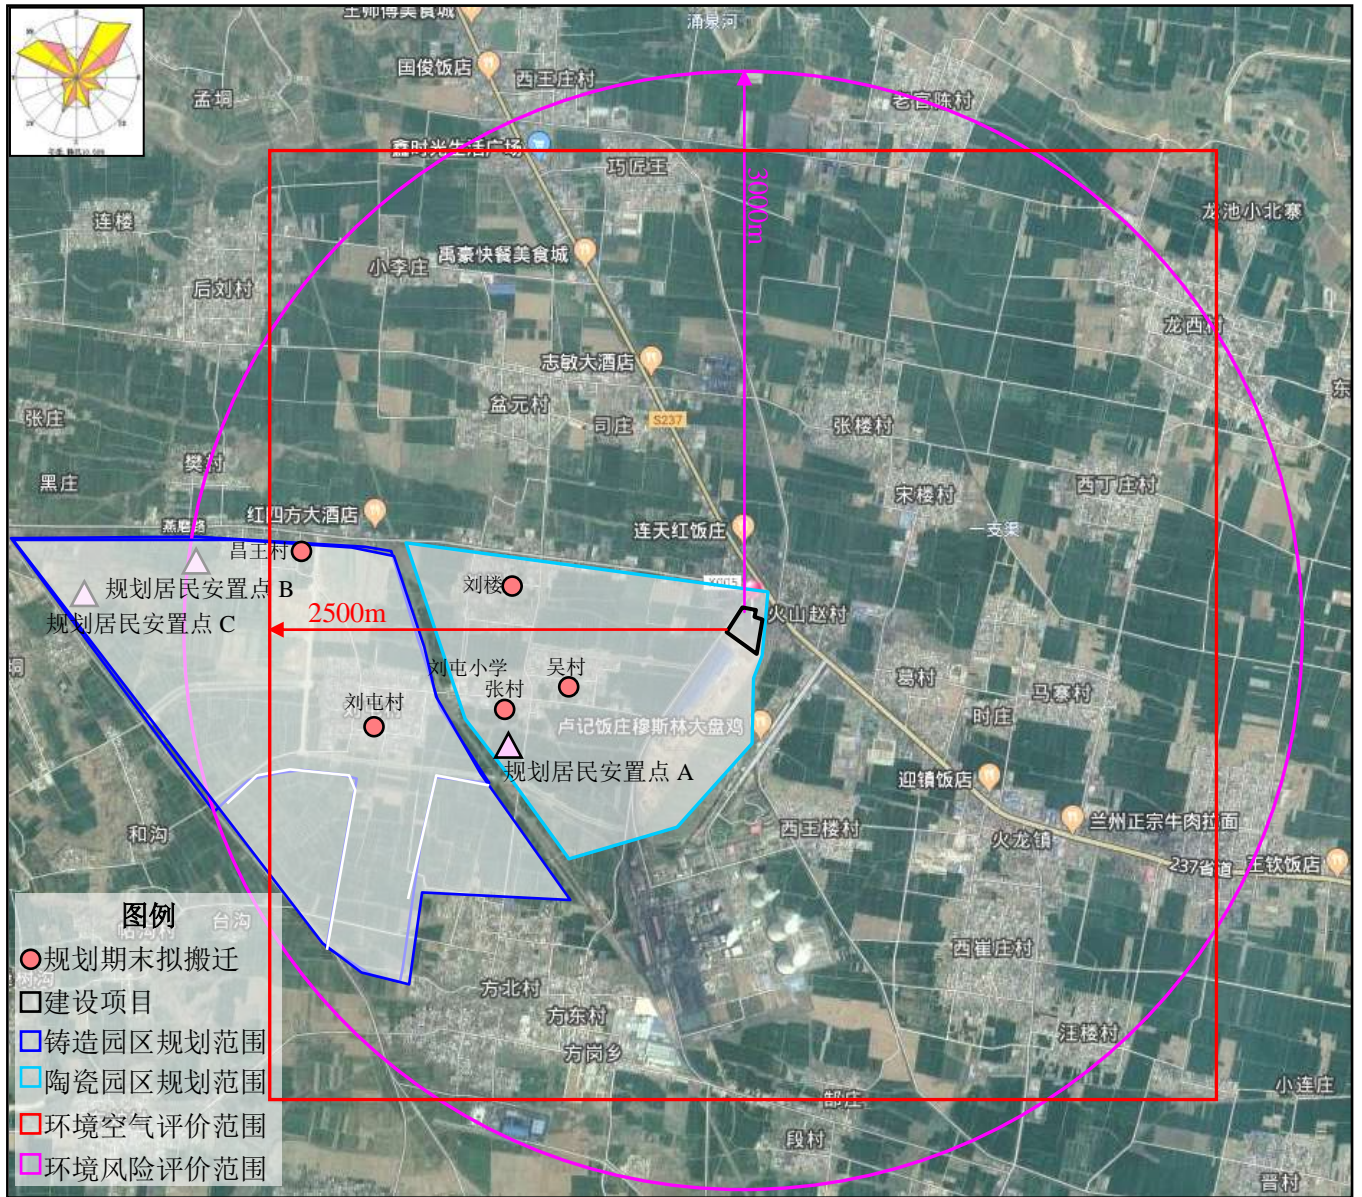 王师傅美食城
涌泉河
国俊饭店
西王庄村
孟垌
老官陈村
鑫时光生活广场
巧匠王
3000m
连楼
龙池小北寨
禹豪快餐美食城
小李庄
后刘村
龙西村
志敏大酒店
东
盆元村
张庄
S237
司庄
张楼村
樊村
黑庄
西丁庄村
宋楼村
红四方大酒店
燕磨路
连天红饭庄
一支渠
昌王村
刘楼
规划居民安置点 B
2500m
火山赵村
规划居民安置点 C
刘屯小学
吴村
葛村
张村
马寨村
刘屯村
时庄
卢记饭庄穆斯林大盘鸡
规划居民安置点 A
迎镇饭店
兰州正宗牛肉拉面
和沟
西王楼村
火龙镇
237省道
王钦饭店
图例
台沟
规划期末拟搬迁
西崔庄村
方北村
建设项目
方东村
汪楼村
铸造园区规划范围
方岗乡
陶瓷园区规划范围
小连庄
郜庄
环境空气评价范围
段村
环境风险评价范围
晋村